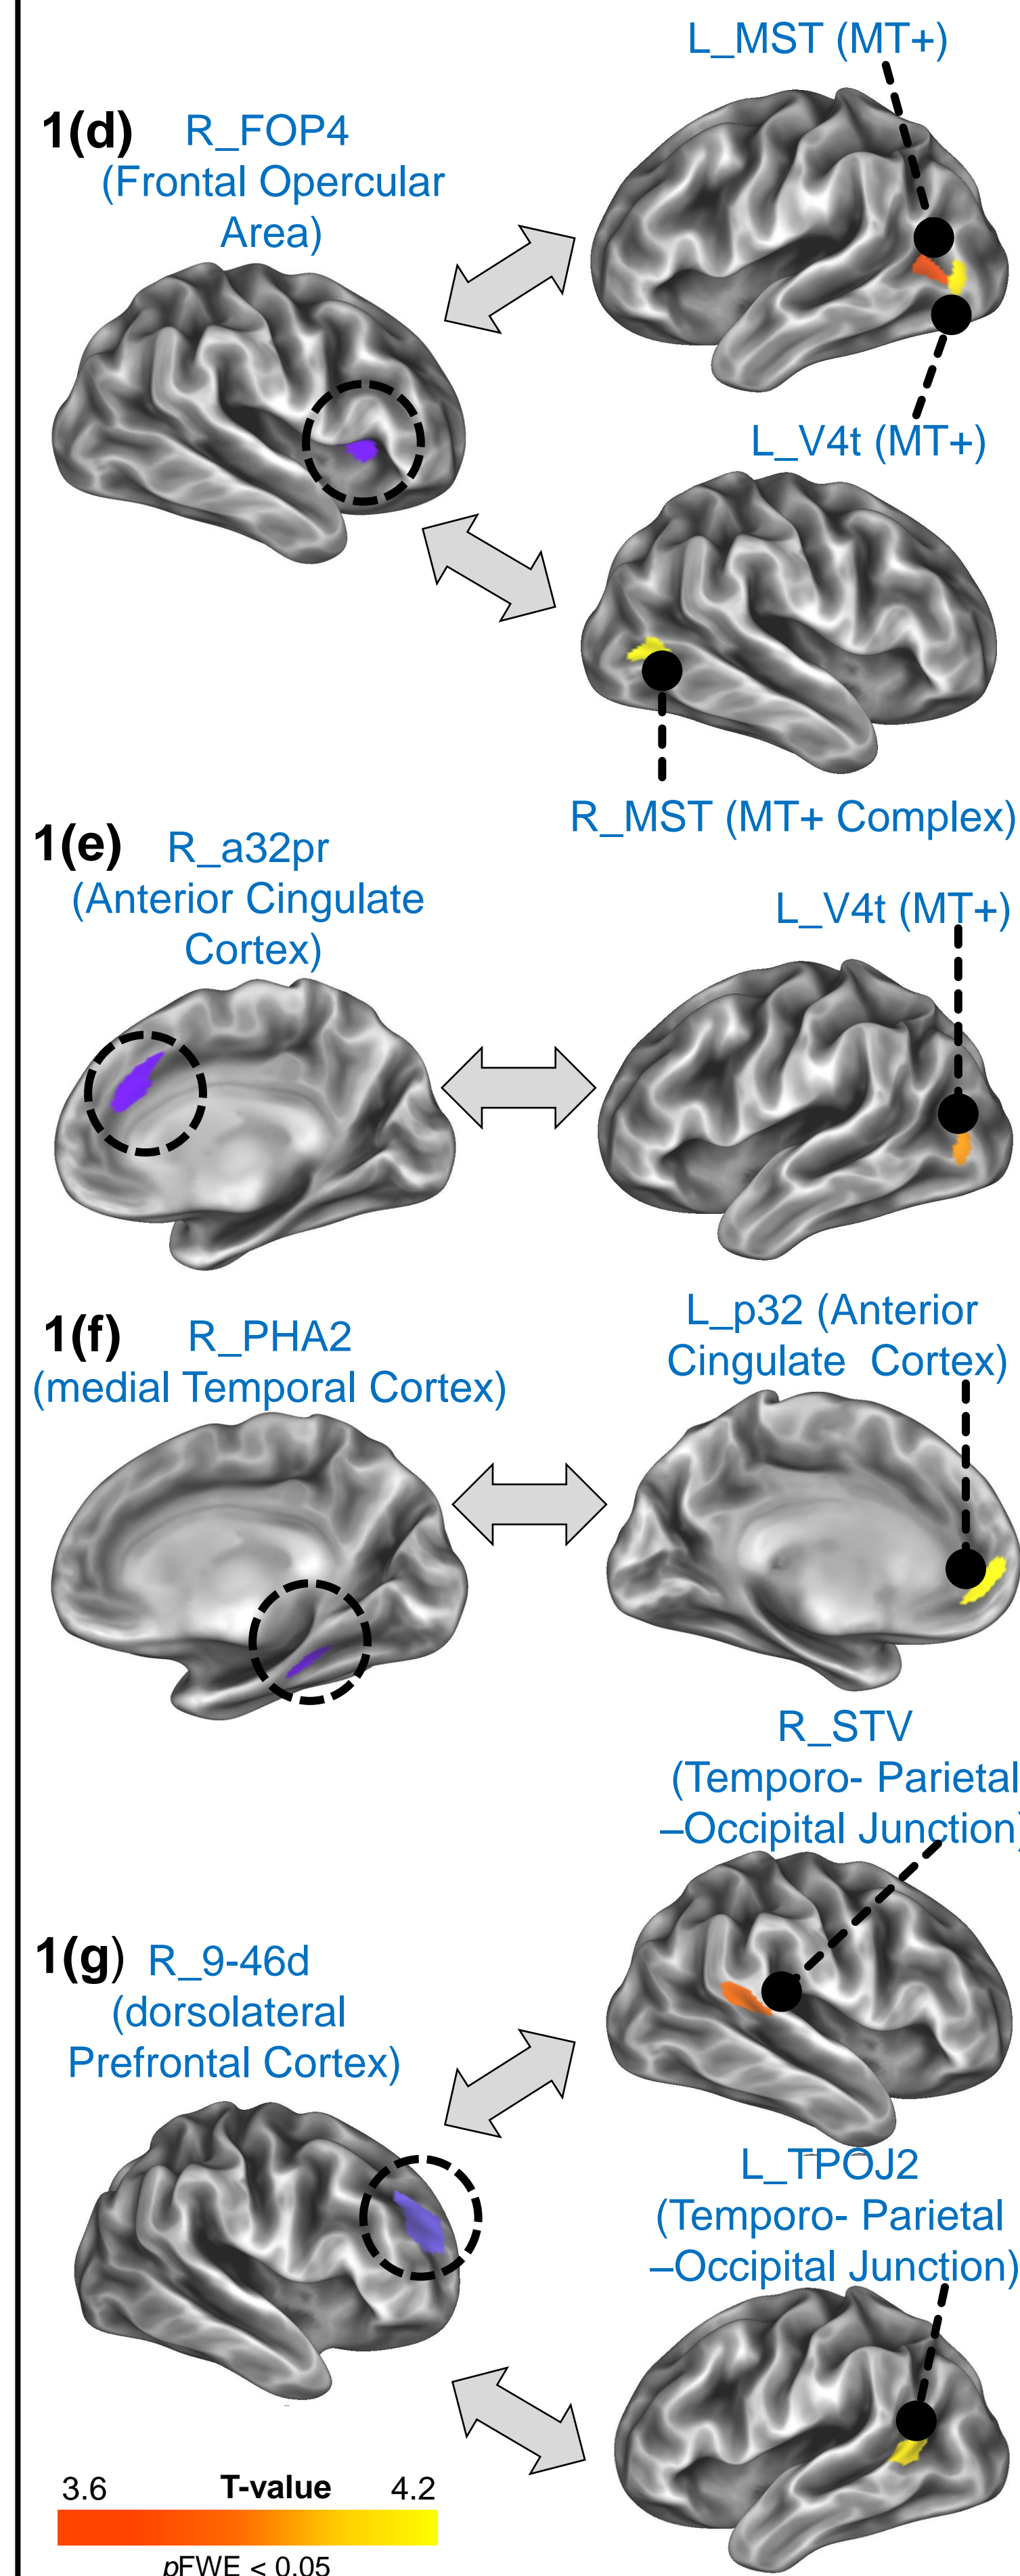 L_MST (MT+)
1(d) R_FOP4
(Frontal Opercular
Area)
L_V4t (MT+)
R_MST (MT+ Complex)
1(e) R_a32pr
(Anterior Cingulate
Cortex)
L_V4t (MT+)
1(f) R_PHA2
(medial Temporal Cortex)
L_p32 (Anterior
Cingulate Cortex)
R_STV
(Temporo- Parietal
–Occipital Junction)
1(g) R_9-46d
(dorsolateral
Prefrontal Cortex)
L_TPOJ2
(Temporo- Parietal
–Occipital Junction)
3.6 T-value 4.2
pFWE < 0.05